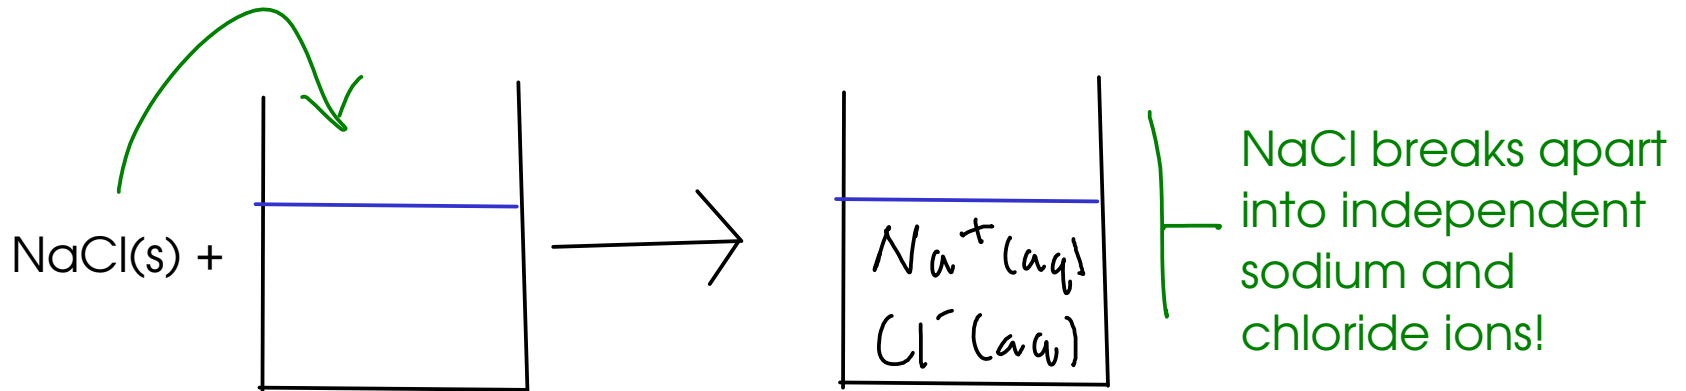 NaCl(s) +
Na⁺(aq)
Cl⁻(aq)
NaCl breaks apart
into independent
sodium and
chloride ions!